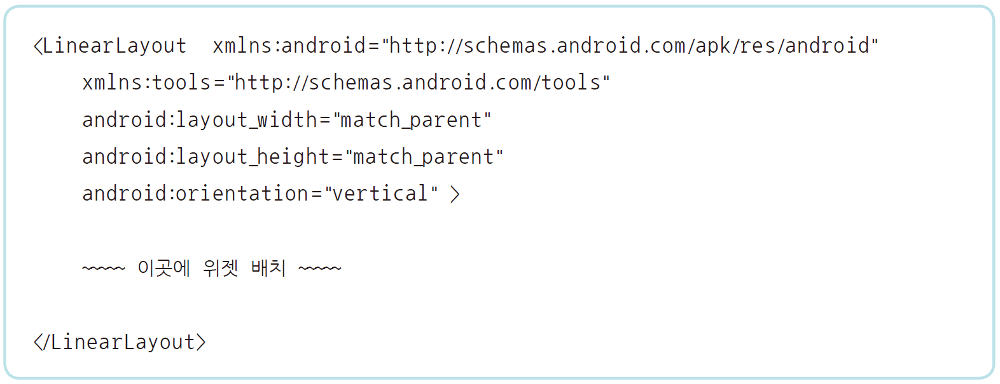 <LinearLayout xmlns:android="http://schemas.android.com/apk/res/android"
xmlns:tools="http://schemas.android.com/tools"
android:layout_width="match_parent"
android:layout_height="match_parent"
android:orientation="vertical" >
~~~~~ 이곳에 위젯 배치 ~~~~~
</LinearLayout>